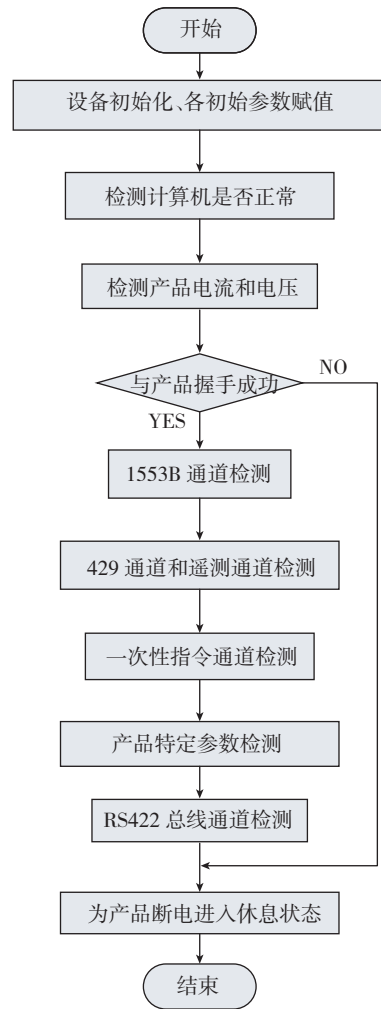 开始
设备初始化、各初始参数赋值
检测计算机是否正常
检测产品电流和电压
与产品握手成功
NO
YES
1553B 通道检测
429 通道和遥测通道检测
一次性指令通道检测
产品特定参数检测
RS422 总线通道检测
为产品断电进入休息状态
结束